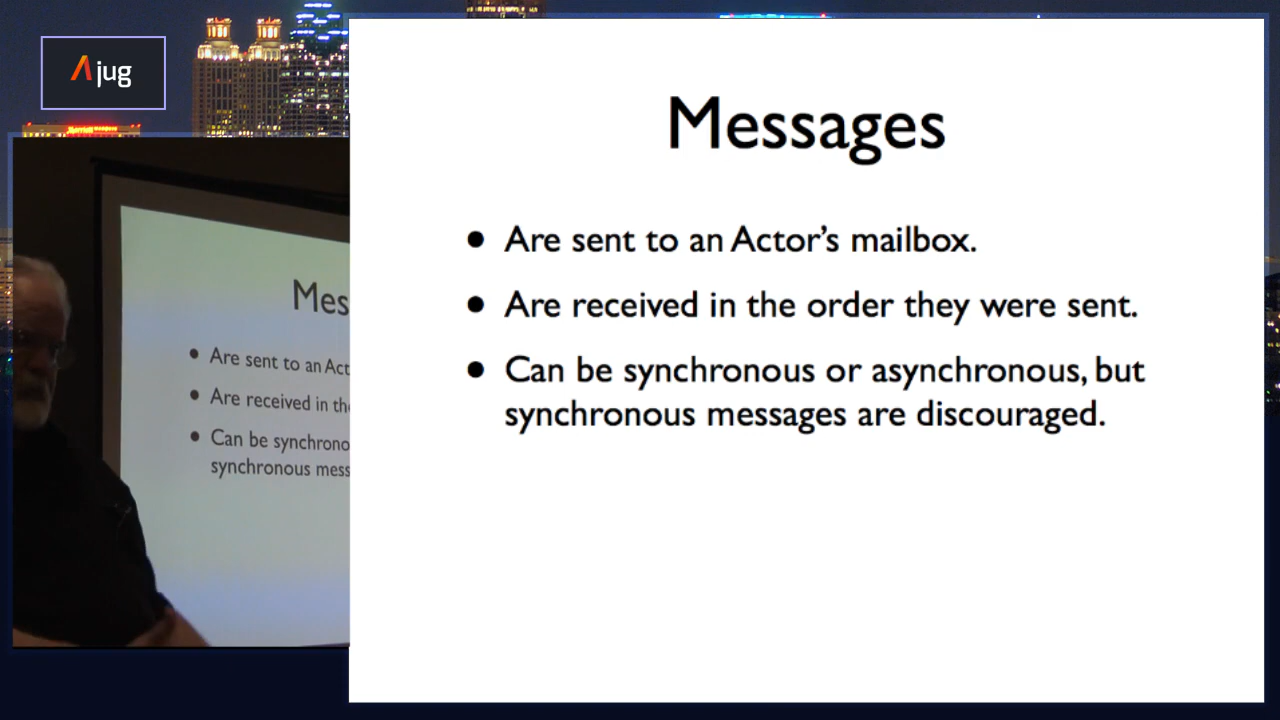 jug
Messages
• Are sent to an Actor's mailbox.
• Are received in the order they were sent.
• Can be synchronous or asynchronous, but
synchronous messages are discouraged.
Mes
• Are sent to an Act
• Are received in the
• Can be synchrono
synchronous mess